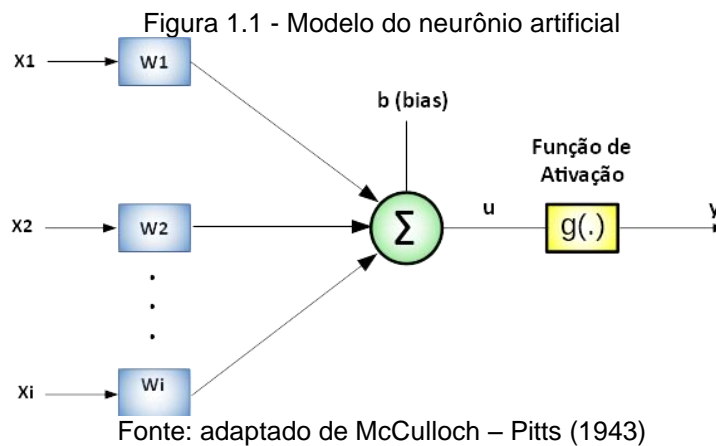 Figura 1.1 - Modelo do neurônio artificial
X1
W1
b (bias)
Função de
Ativação
X2
W2
Σ
u
g(.)
y
Xi
Wi
Fonte: adaptado de McCulloch – Pitts (1943)